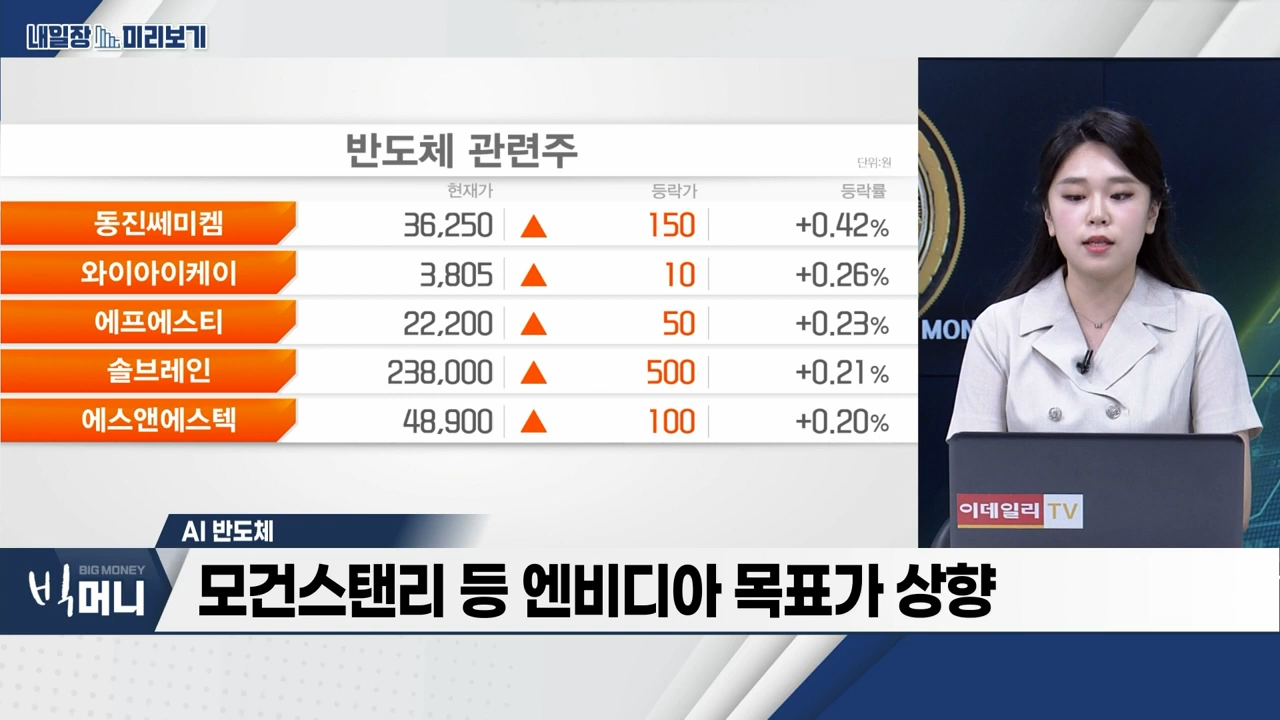 내일장 미리보기
반도체 관련주
단위:원
현재가 등락가 등락률
동진쎄미켐 36,250 ▲ 150 +0.42%
와이아이케이 3,805 ▲ 10 +0.26%
에프에스티 22,200 ▲ 50 +0.23%
솔브레인 238,000 ▲ 500 +0.21%
에스앤에스텍 48,900 ▲ 100 +0.20%
MON
이데일리 TV
AI 반도체
BIG MONEY
빅머니
모건스탠리 등 엔비디아 목표가 상향